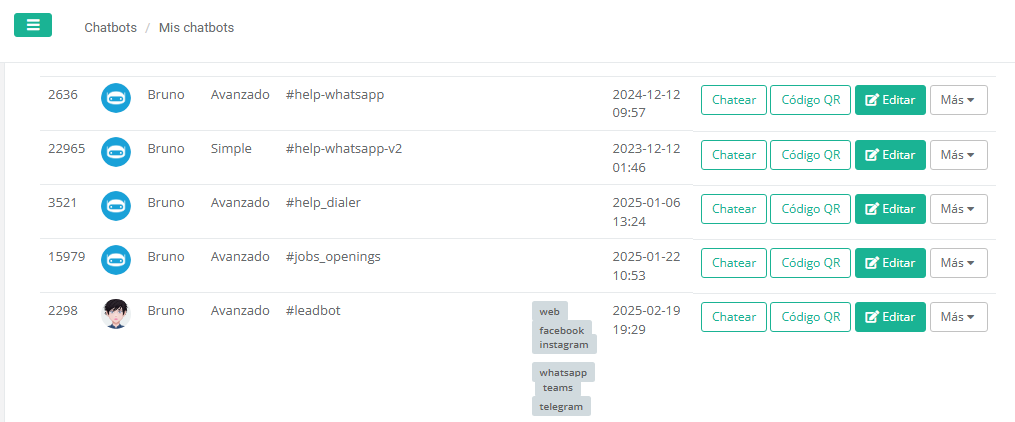 Chatbots / Mis chatbots
2636 Bruno Avanzado #help-whatsapp 2024-12-12 09:57 Chatear Código QR Editar Más
22965 Bruno Simple #help-whatsapp-v2 2023-12-12 01:46 Chatear Código QR Editar Más
3521 Bruno Avanzado #help_dialer 2025-01-06 13:24 Chatear Código QR Editar Más
15979 Bruno Avanzado #jobs_openings 2025-01-22 10:53 Chatear Código QR Editar Más
2298 Bruno Avanzado #leadbot web 2025-02-19 19:29 Chatear Código QR Editar Más
facebook
instagram
whatsapp
teams
telegram